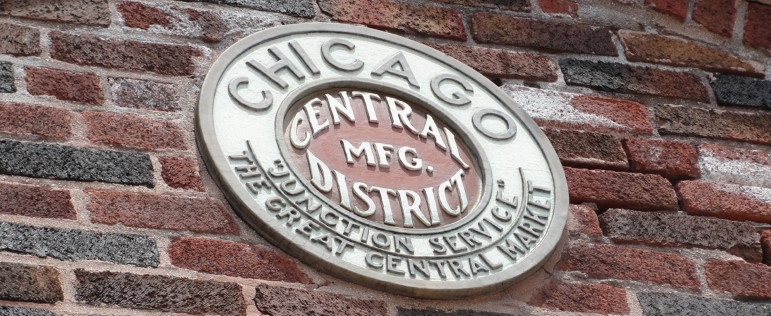 CHICAGO
CENTRAL
MFG.
DISTRICT
"JUNCTION SERVICE"
THE GREAT CENTRAL MARKET